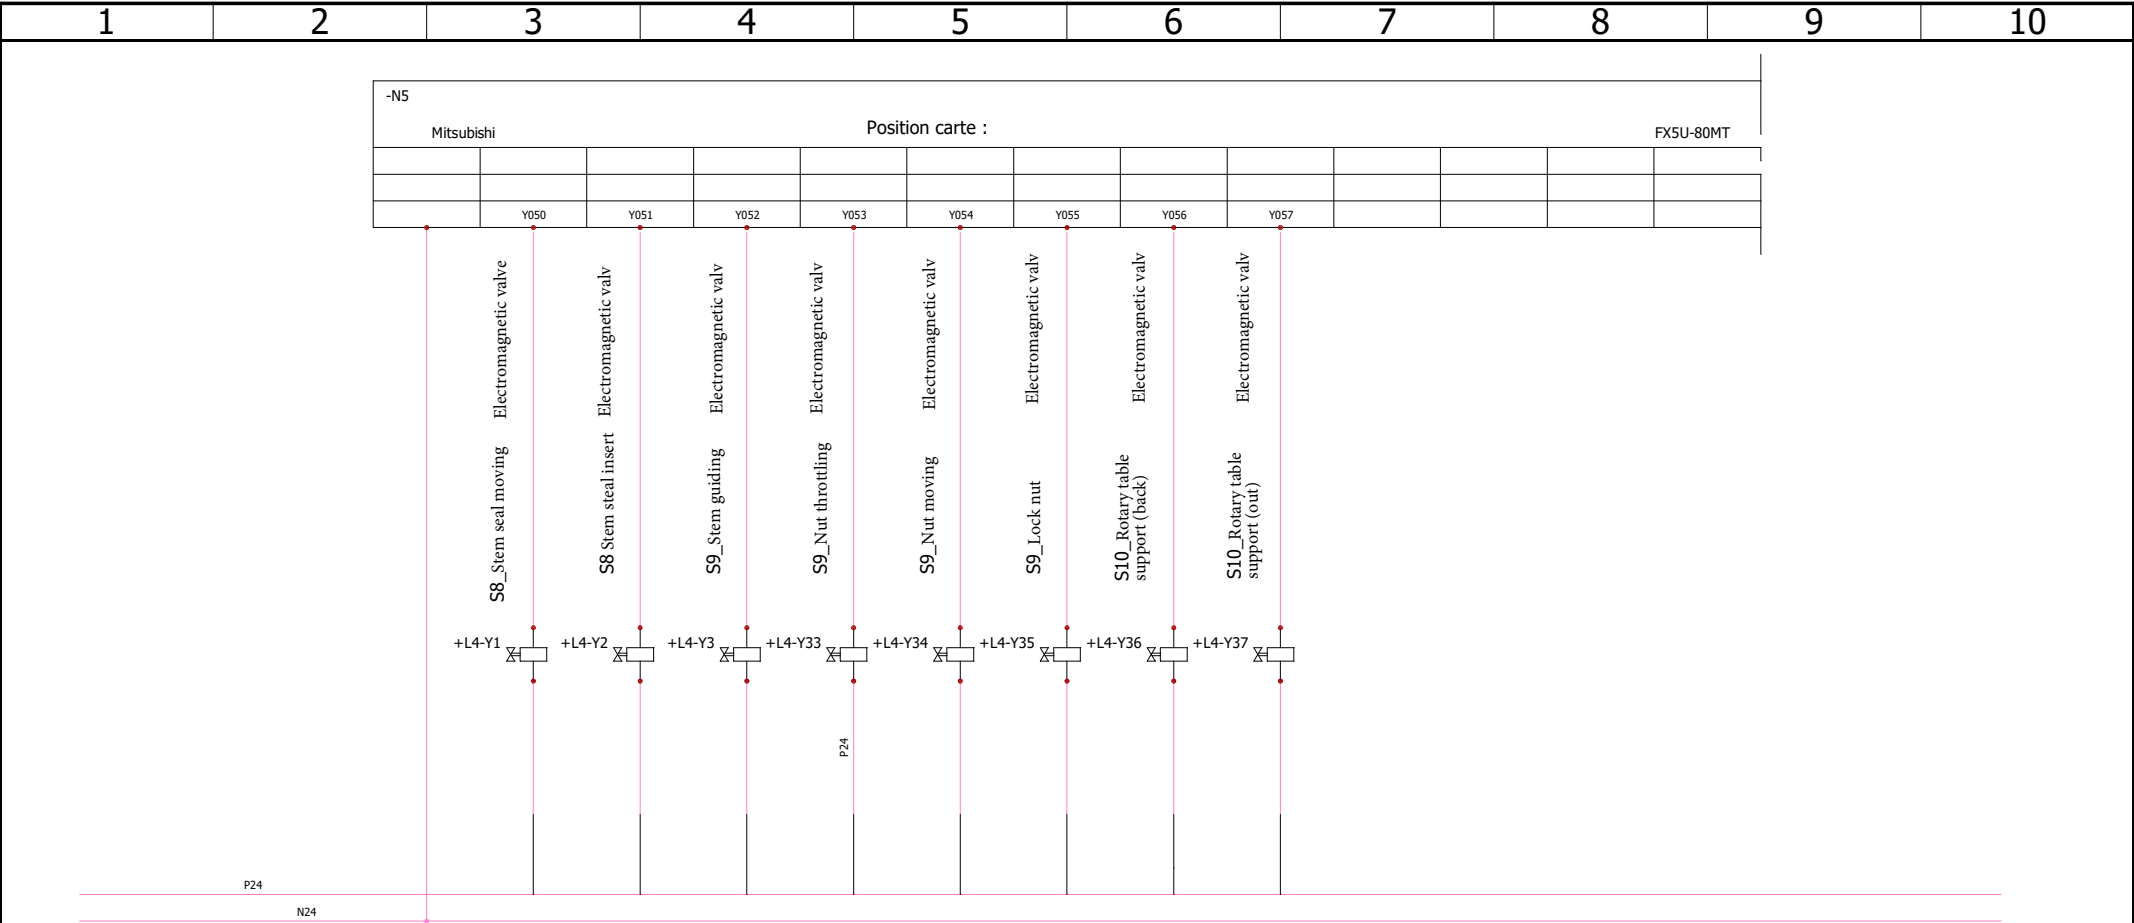 1 2 3 4 5 6 7 8 9 10
-N5
Mitsubishi Position carte : FX5U-80MT
Y050 Y051 Y052 Y053 Y054 Y055 Y056 Y057
Electromagnetic valve
S8_Stem seal moving
Electromagnetic valv
S8 Stem steal insert
Electromagnetic valv
S9_Stem guiding
Electromagnetic valv
S9_Nut throttling
Electromagnetic valv
S9_Nut moving
Electromagnetic valv
S9_Lock nut
Electromagnetic valv
S10_Rotary table
support (back)
Electromagnetic valv
S10_Rotary table
support (out)
+L4-Y1 +L4-Y2 +L4-Y3 +L4-Y33 +L4-Y34 +L4-Y35 +L4-Y36 +L4-Y37
P24
P24
N24